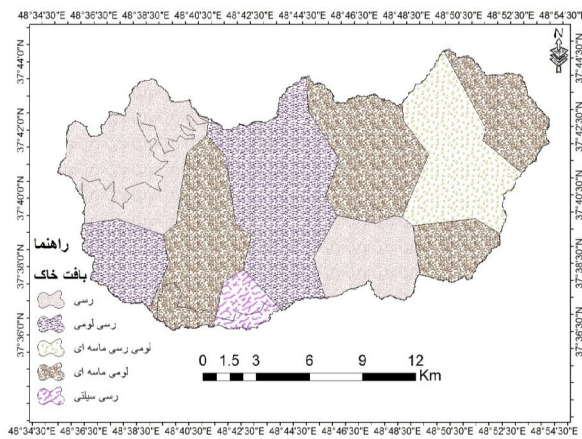 48°34'30"E 48°36'30"E 48°38'30"E 48°40'30"E 48°42'30"E 48°44'30"E 48°46'30"E 48°48'30"E 48°50'30"E 48°52'30"E 48°54'30"E
N
37°44'0"N 37°44'30"N
37°42'0"N 37°42'30"N
37°40'0"N 37°40'30"N
37°38'0"N 37°38'30"N
37°36'0"N 37°36'30"N
راهنما
بافت خاک
رسی
رسی لومی
لومی رسی ماسه ای
لومی ماسه ای
رسی سیلتی
0 1.5 3 6 9 12
Km
48°34'30"E 48°36'30"E 48°38'30"E 48°40'30"E 48°42'30"E 48°44'30"E 48°46'30"E 48°48'30"E 48°50'30"E 48°52'30"E 48°54'30"E